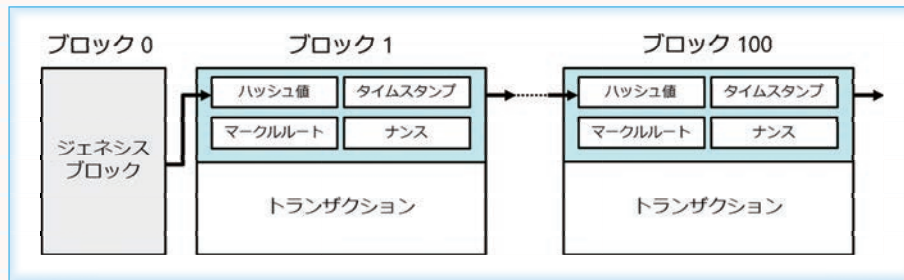 ブロック 0
ブロック 1
ブロック 100
ジェネシス
ブロック
ハッシュ値
タイムスタンプ
マークルルート
ナンス
トランザクション
ハッシュ値
タイムスタンプ
マークルルート
ナンス
トランザクション